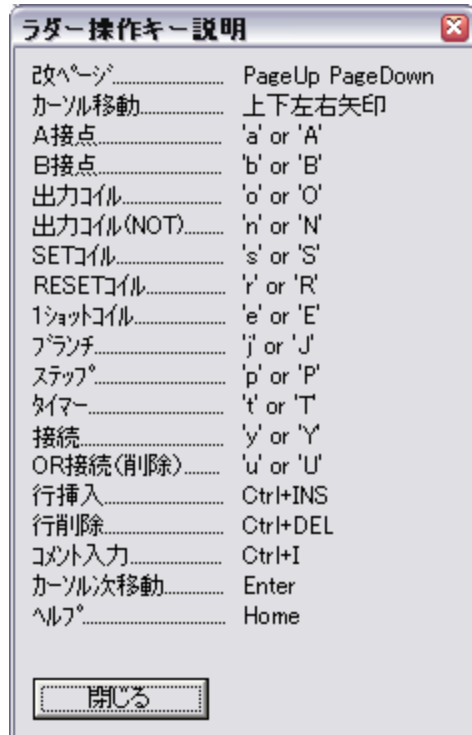 ラダー操作キー説明
改ﾍﾟｰｼﾞ.................... PageUp PageDown
ｶｰｿﾙ移動.................. 上下左右矢印
A接点....................... 'a' or 'A'
B接点....................... 'b' or 'B'
出力ｺｲﾙ................... 'o' or 'O'
出力ｺｲﾙ(NOT)....... 'n' or 'N'
SETｺｲﾙ................... 's' or 'S'
RESETｺｲﾙ............... 'r' or 'R'
1ｼｮｯﾄｺｲﾙ................. 'e' or 'E'
ﾌﾞﾗﾝﾁ....................... 'j' or 'J'
ｽﾃｯﾌﾟ....................... 'p' or 'P'
ﾀｲﾏｰ......................... 't' or 'T'
接続......................... 'y' or 'Y'
OR接続(削除)........ 'u' or 'U'
行挿入..................... Ctrl+INS
行削除..................... Ctrl+DEL
ｺﾒﾝﾄ入力................. Ctrl+I
ｶｰｿﾙ次移動............. Enter
ﾍﾙﾌﾟ......................... Home
閉じる